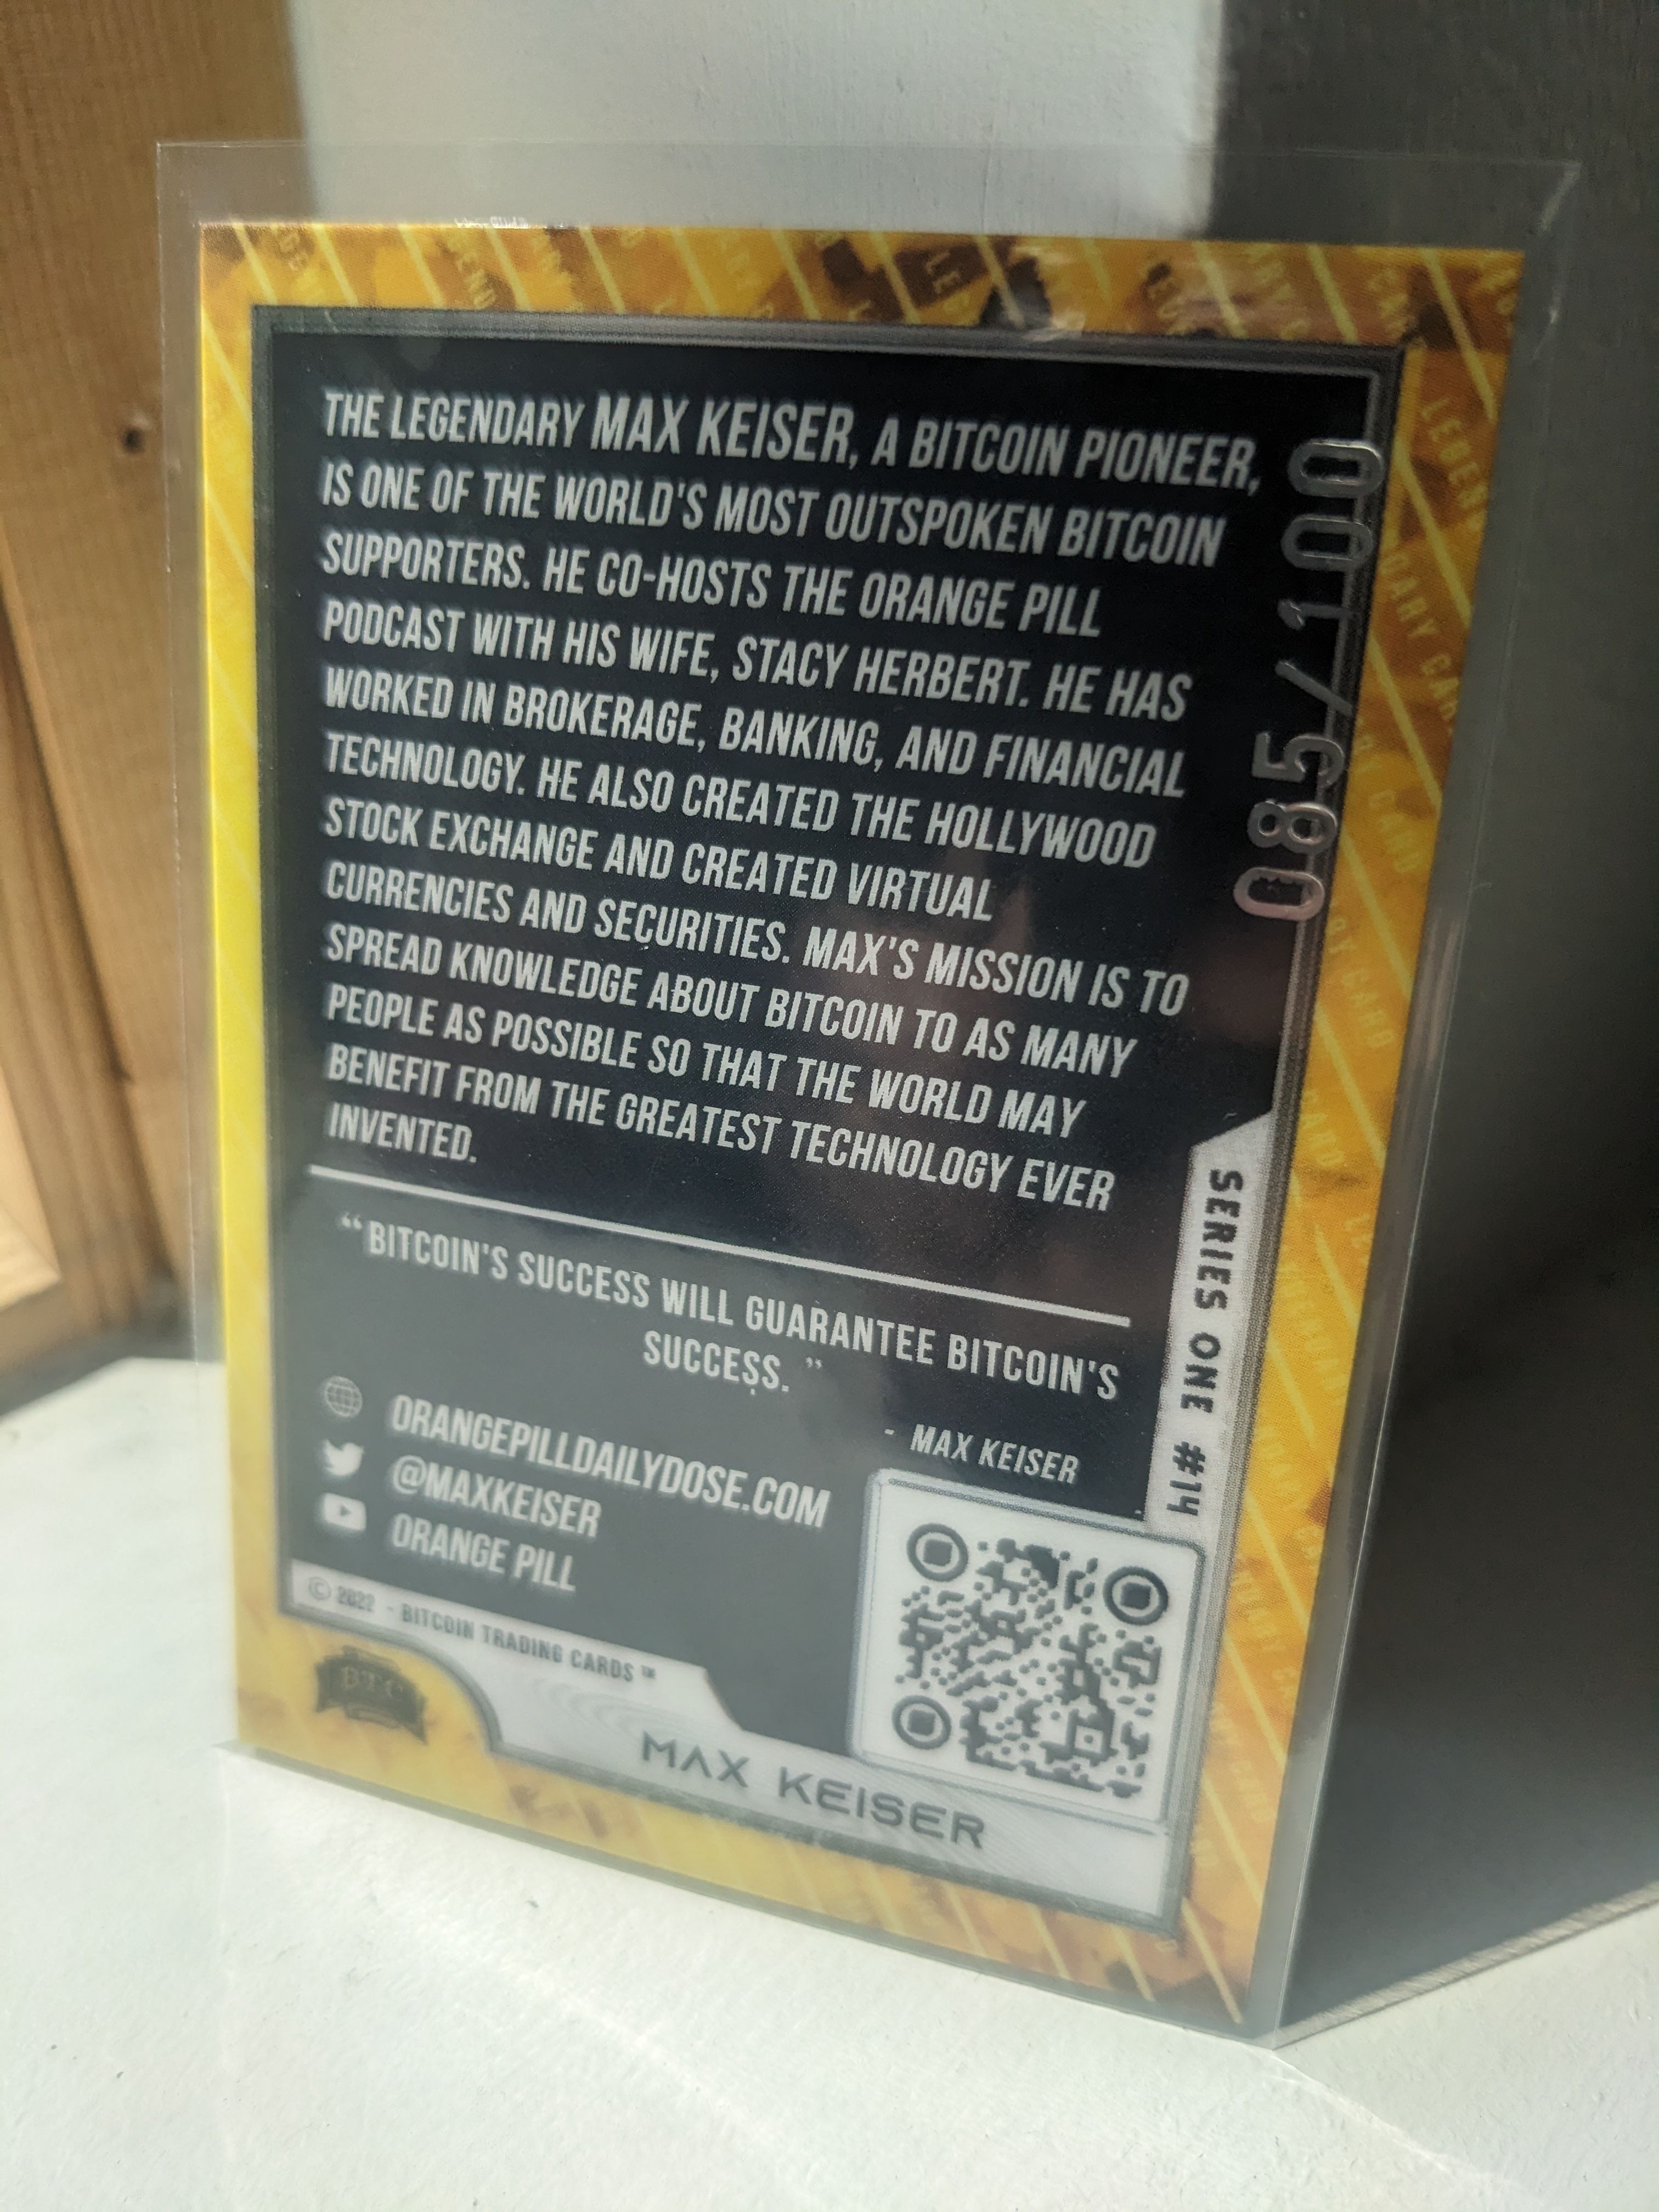 THE LEGENDARY MAX KEISER, A BITCOIN PIONEER,
IS ONE OF THE WORLD'S MOST OUTSPOKEN BITCOIN
SUPPORTERS. HE CO-HOSTS THE ORANGE PILL
PODCAST WITH HIS WIFE, STACY HERBERT. HE HAS
WORKED IN BROKERAGE, BANKING, AND FINANCIAL
TECHNOLOGY. HE ALSO CREATED THE HOLLYWOOD
STOCK EXCHANGE AND CREATED VIRTUAL
CURRENCIES AND SECURITIES. MAX'S MISSION IS TO
SPREAD KNOWLEDGE ABOUT BITCOIN TO AS MANY
PEOPLE AS POSSIBLE SO THAT THE WORLD MAY
BENEFIT FROM THE GREATEST TECHNOLOGY EVER
INVENTED.
085/100
SERIES ONE #14
“BITCOIN'S SUCCESS WILL GUARANTEE BITCOIN'S
SUCCESS.”
- MAX KEISER
ORANGEPILLDAILYDOSE.COM
@MAXKEISER
ORANGE PILL
© 2022 - BITCOIN TRADING CARDS™
BTC
MAX KEISER
LEGENDARY CARD